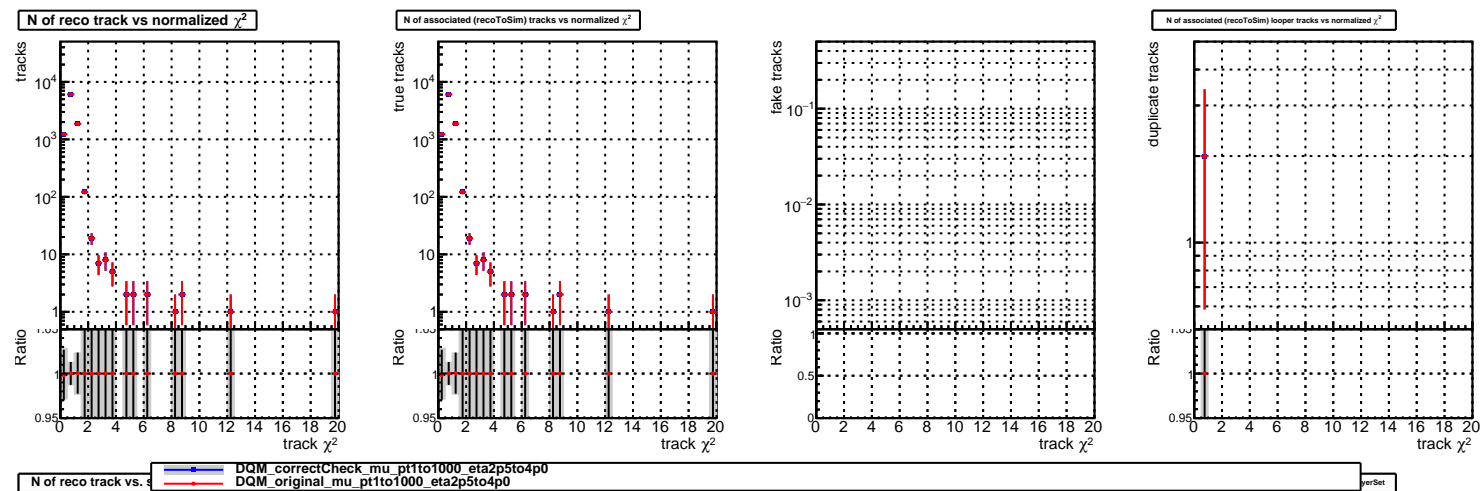 N of reco track vs normalized χ²
N of associated (recoToSim) tracks vs normalized χ²
N of associated (recoToSim) looper tracks vs normalized χ²
tracks
10⁴
10³
10²
10
1
Ratio
1
0.95
0 2 4 6 8 10 12 14 16 18 20
track χ²
true tracks
10⁴
10³
10²
10
1
Ratio
1
0.95
0 2 4 6 8 10 12 14 16 18 20
track χ²
fake tracks
10⁻¹
10⁻²
10⁻³
Ratio
1
0.5
0
0 2 4 6 8 10 12 14 16 18 20
track χ²
duplicate tracks
1
Ratio
1
0.95
0 2 4 6 8 10 12 14 16 18 20
track χ²
DQM_correctCheck_mu_pt1to1000_eta2p5to4p0
DQM_original_mu_pt1to1000_eta2p5to4p0
N of reco track vs. s
yerSet